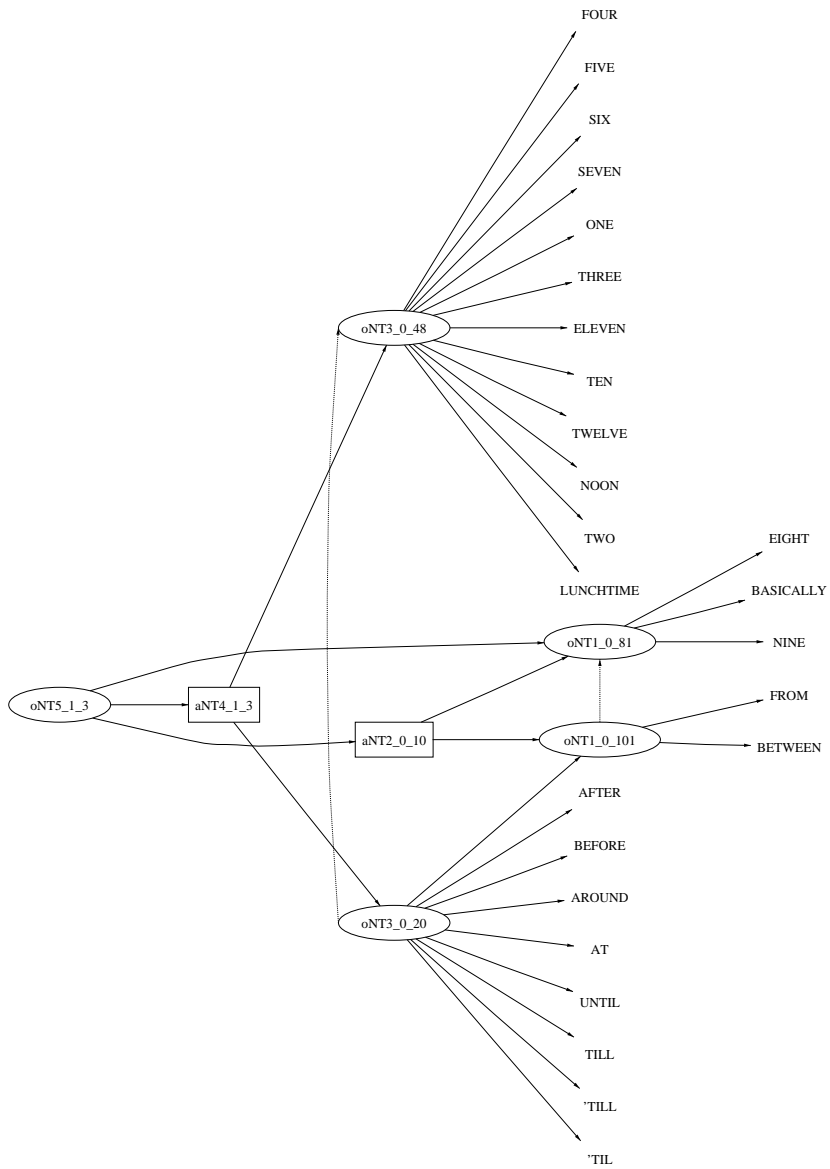 FOUR
FIVE
SIX
SEVEN
ONE
THREE
oNT3_0_48
ELEVEN
TEN
TWELVE
NOON
TWO
EIGHT
LUNCHTIME
BASICALLY
oNT1_0_81
NINE
oNT5_1_3
aNT4_1_3
FROM
aNT2_0_10
oNT1_0_101
BETWEEN
AFTER
BEFORE
AROUND
oNT3_0_20
AT
UNTIL
TILL
'TILL
'TIL